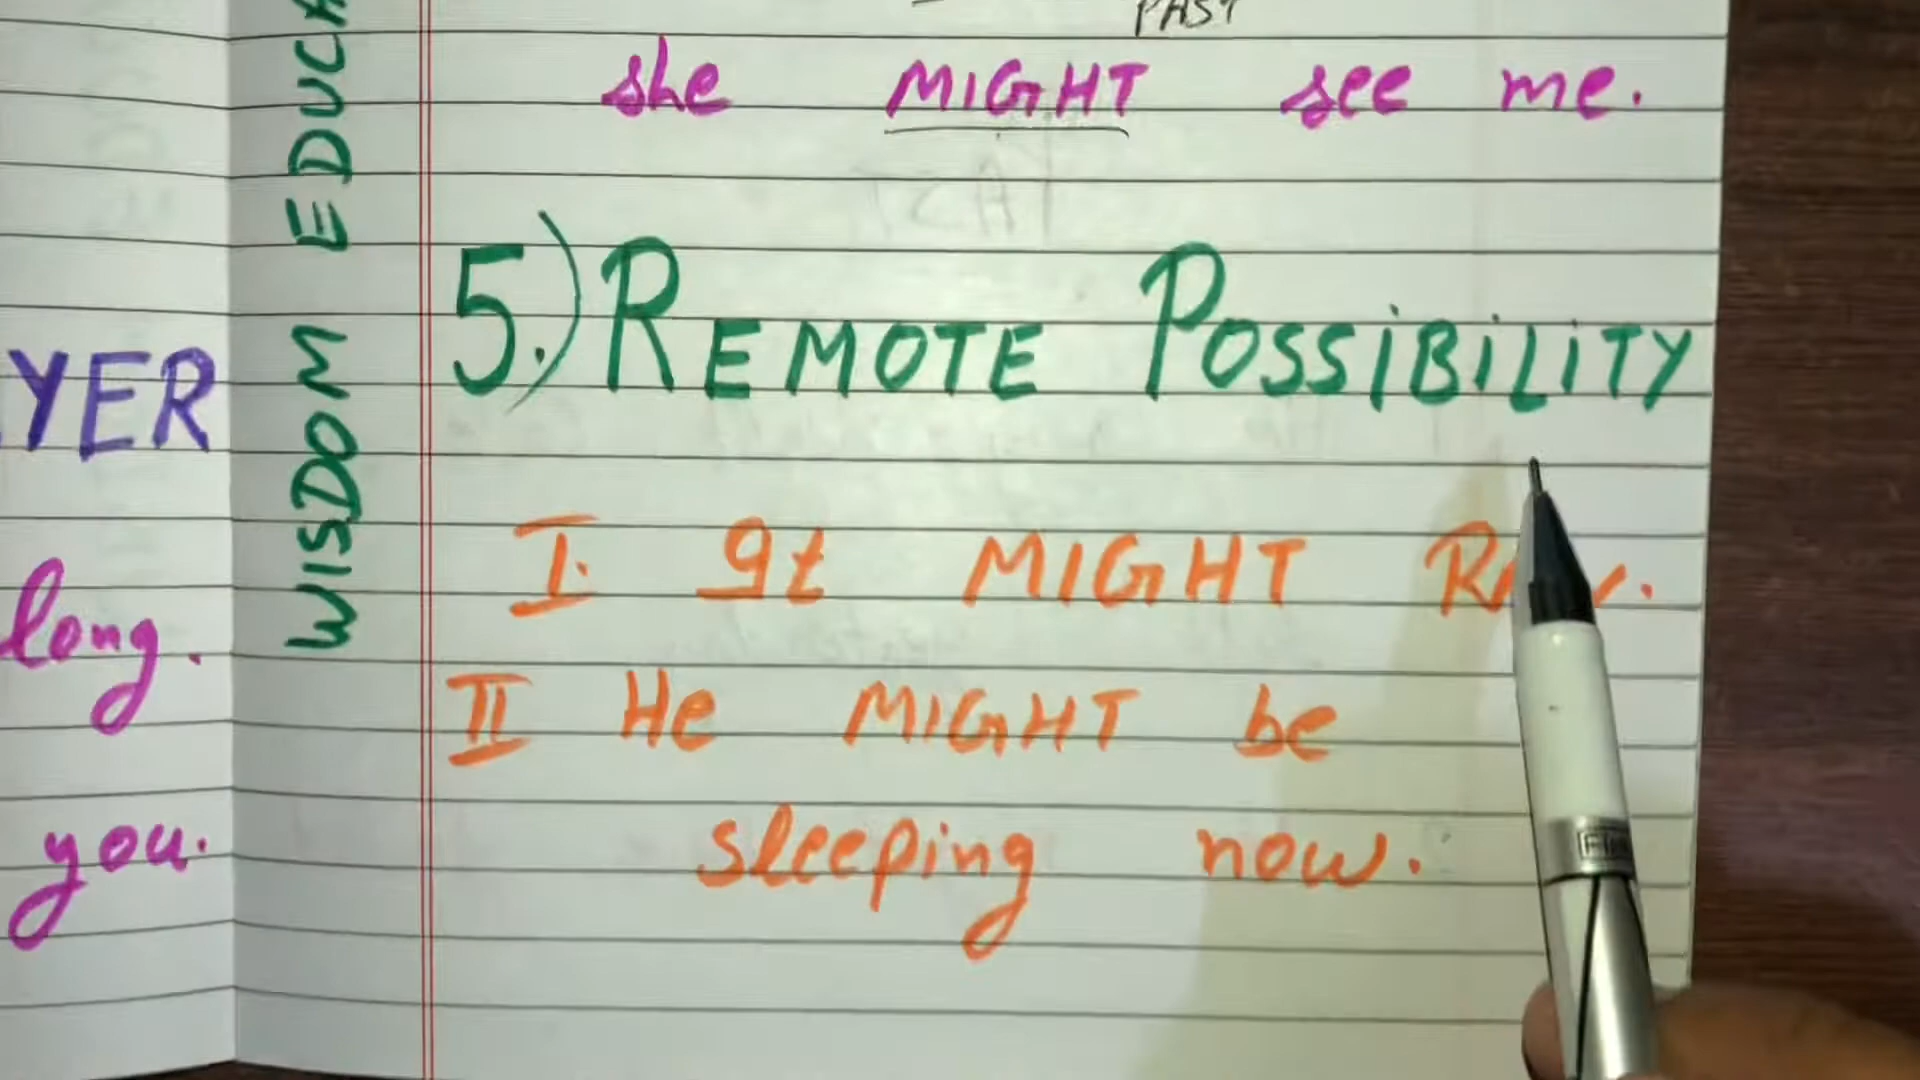 PAST
she MIGHT see me.
5.) REMOTE POSSIBILITY
I. It MIGHT
II He MIGHT be
sleeping now.
WISDOM EDUCA
YER
long.
you.